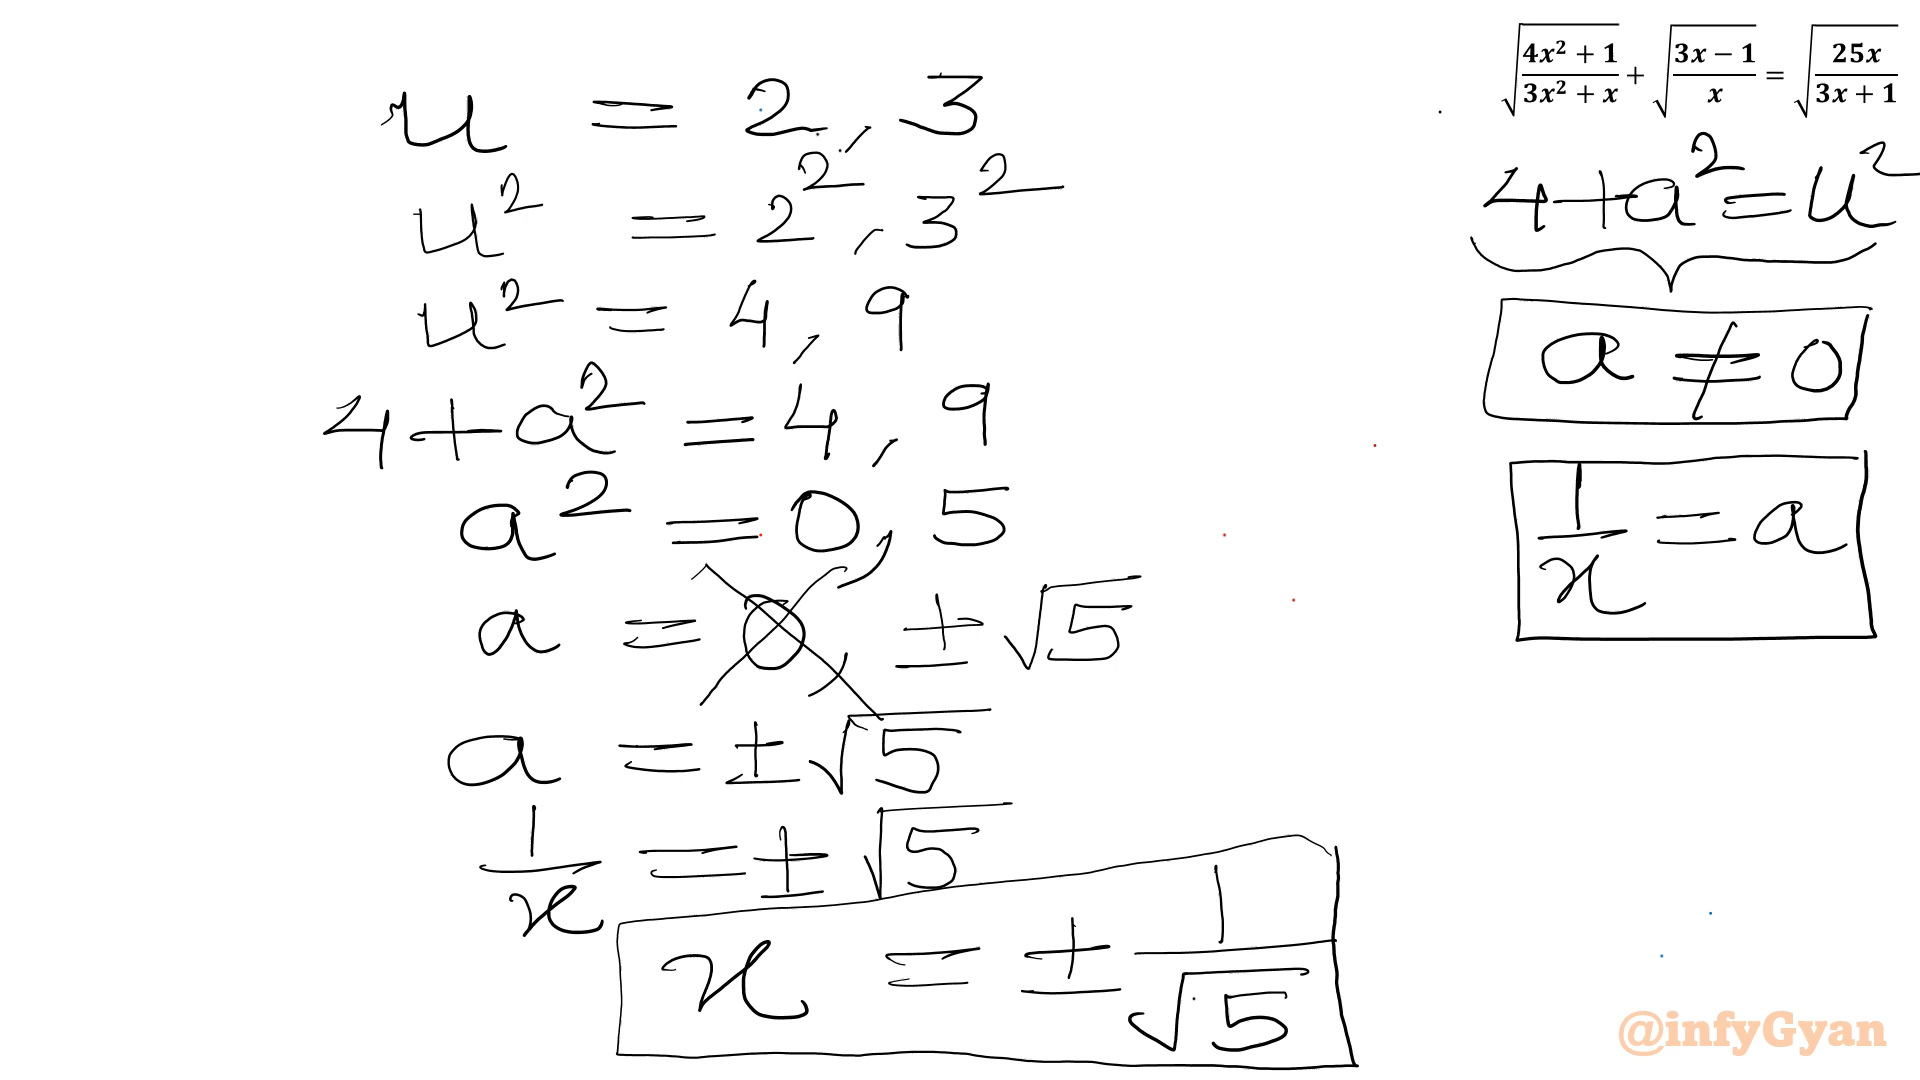 √((4x² + 1)/(3x² + x)) + √((3x − 1)/x) = √(25x/(3x + 1))
u = 2, 3
u² = 2², 3²
u² = 4, 9
4 + a² = 4, 9
a² = 0, 5
a = 0, ±√5
a = ±√5
1/x = ±√5
x = ±1/√5
4 + a² = u²
a ≠ 0
1/x = a
@infyGyan